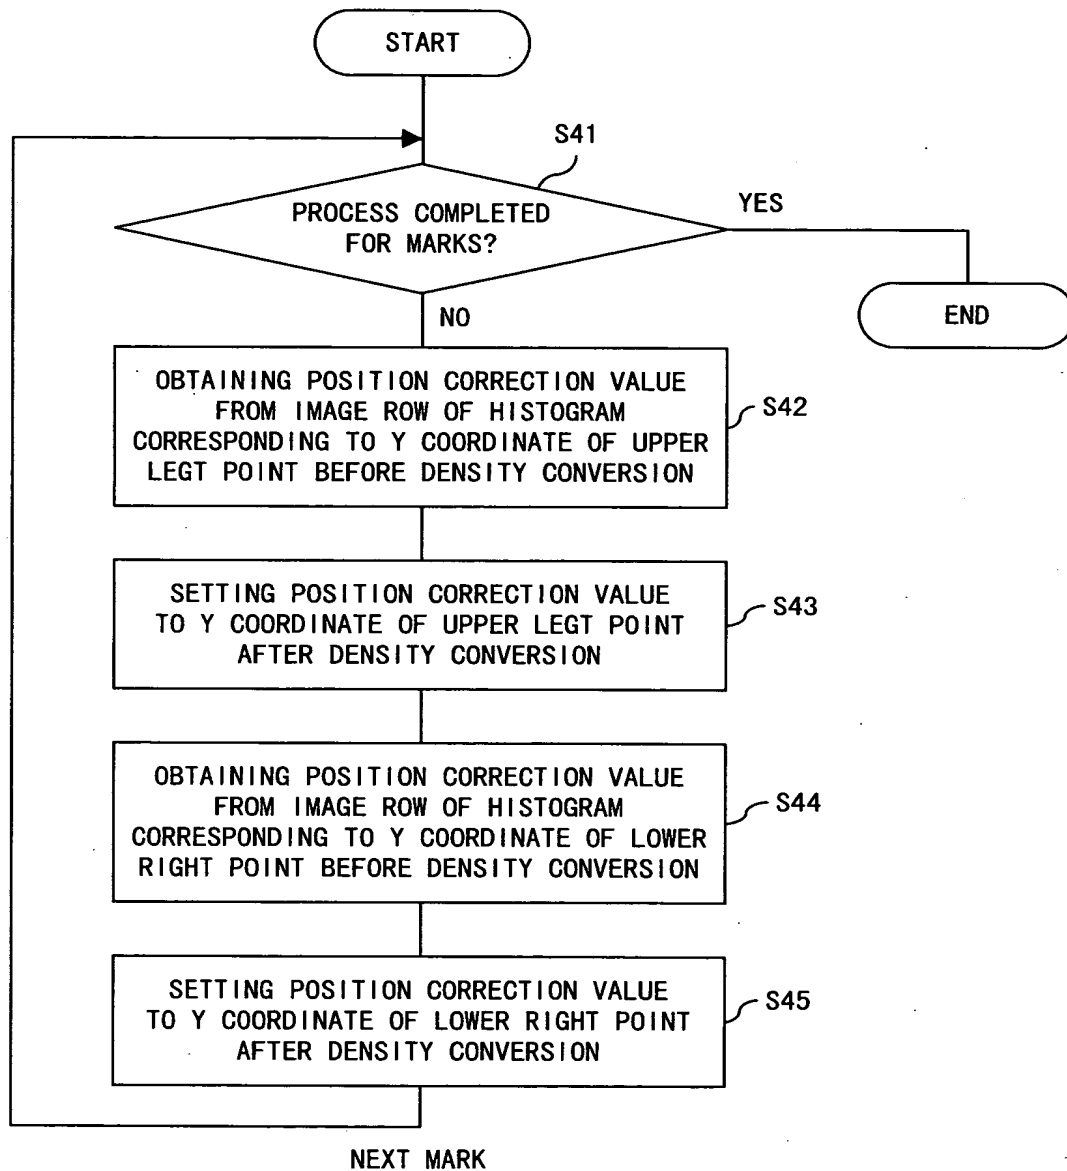 START
S41
PROCESS COMPLETED
FOR MARKS?
YES
END
NO
OBTAINING POSITION CORRECTION VALUE
FROM IMAGE ROW OF HISTOGRAM
CORRESPONDING TO Y COORDINATE OF UPPER
LEGT POINT BEFORE DENSITY CONVERSION
S42
SETTING POSITION CORRECTION VALUE
TO Y COORDINATE OF UPPER LEGT POINT
AFTER DENSITY CONVERSION
S43
OBTAINING POSITION CORRECTION VALUE
FROM IMAGE ROW OF HISTOGRAM
CORRESPONDING TO Y COORDINATE OF LOWER
RIGHT POINT BEFORE DENSITY CONVERSION
S44
SETTING POSITION CORRECTION VALUE
TO Y COORDINATE OF LOWER RIGHT POINT
AFTER DENSITY CONVERSION
S45
NEXT MARK